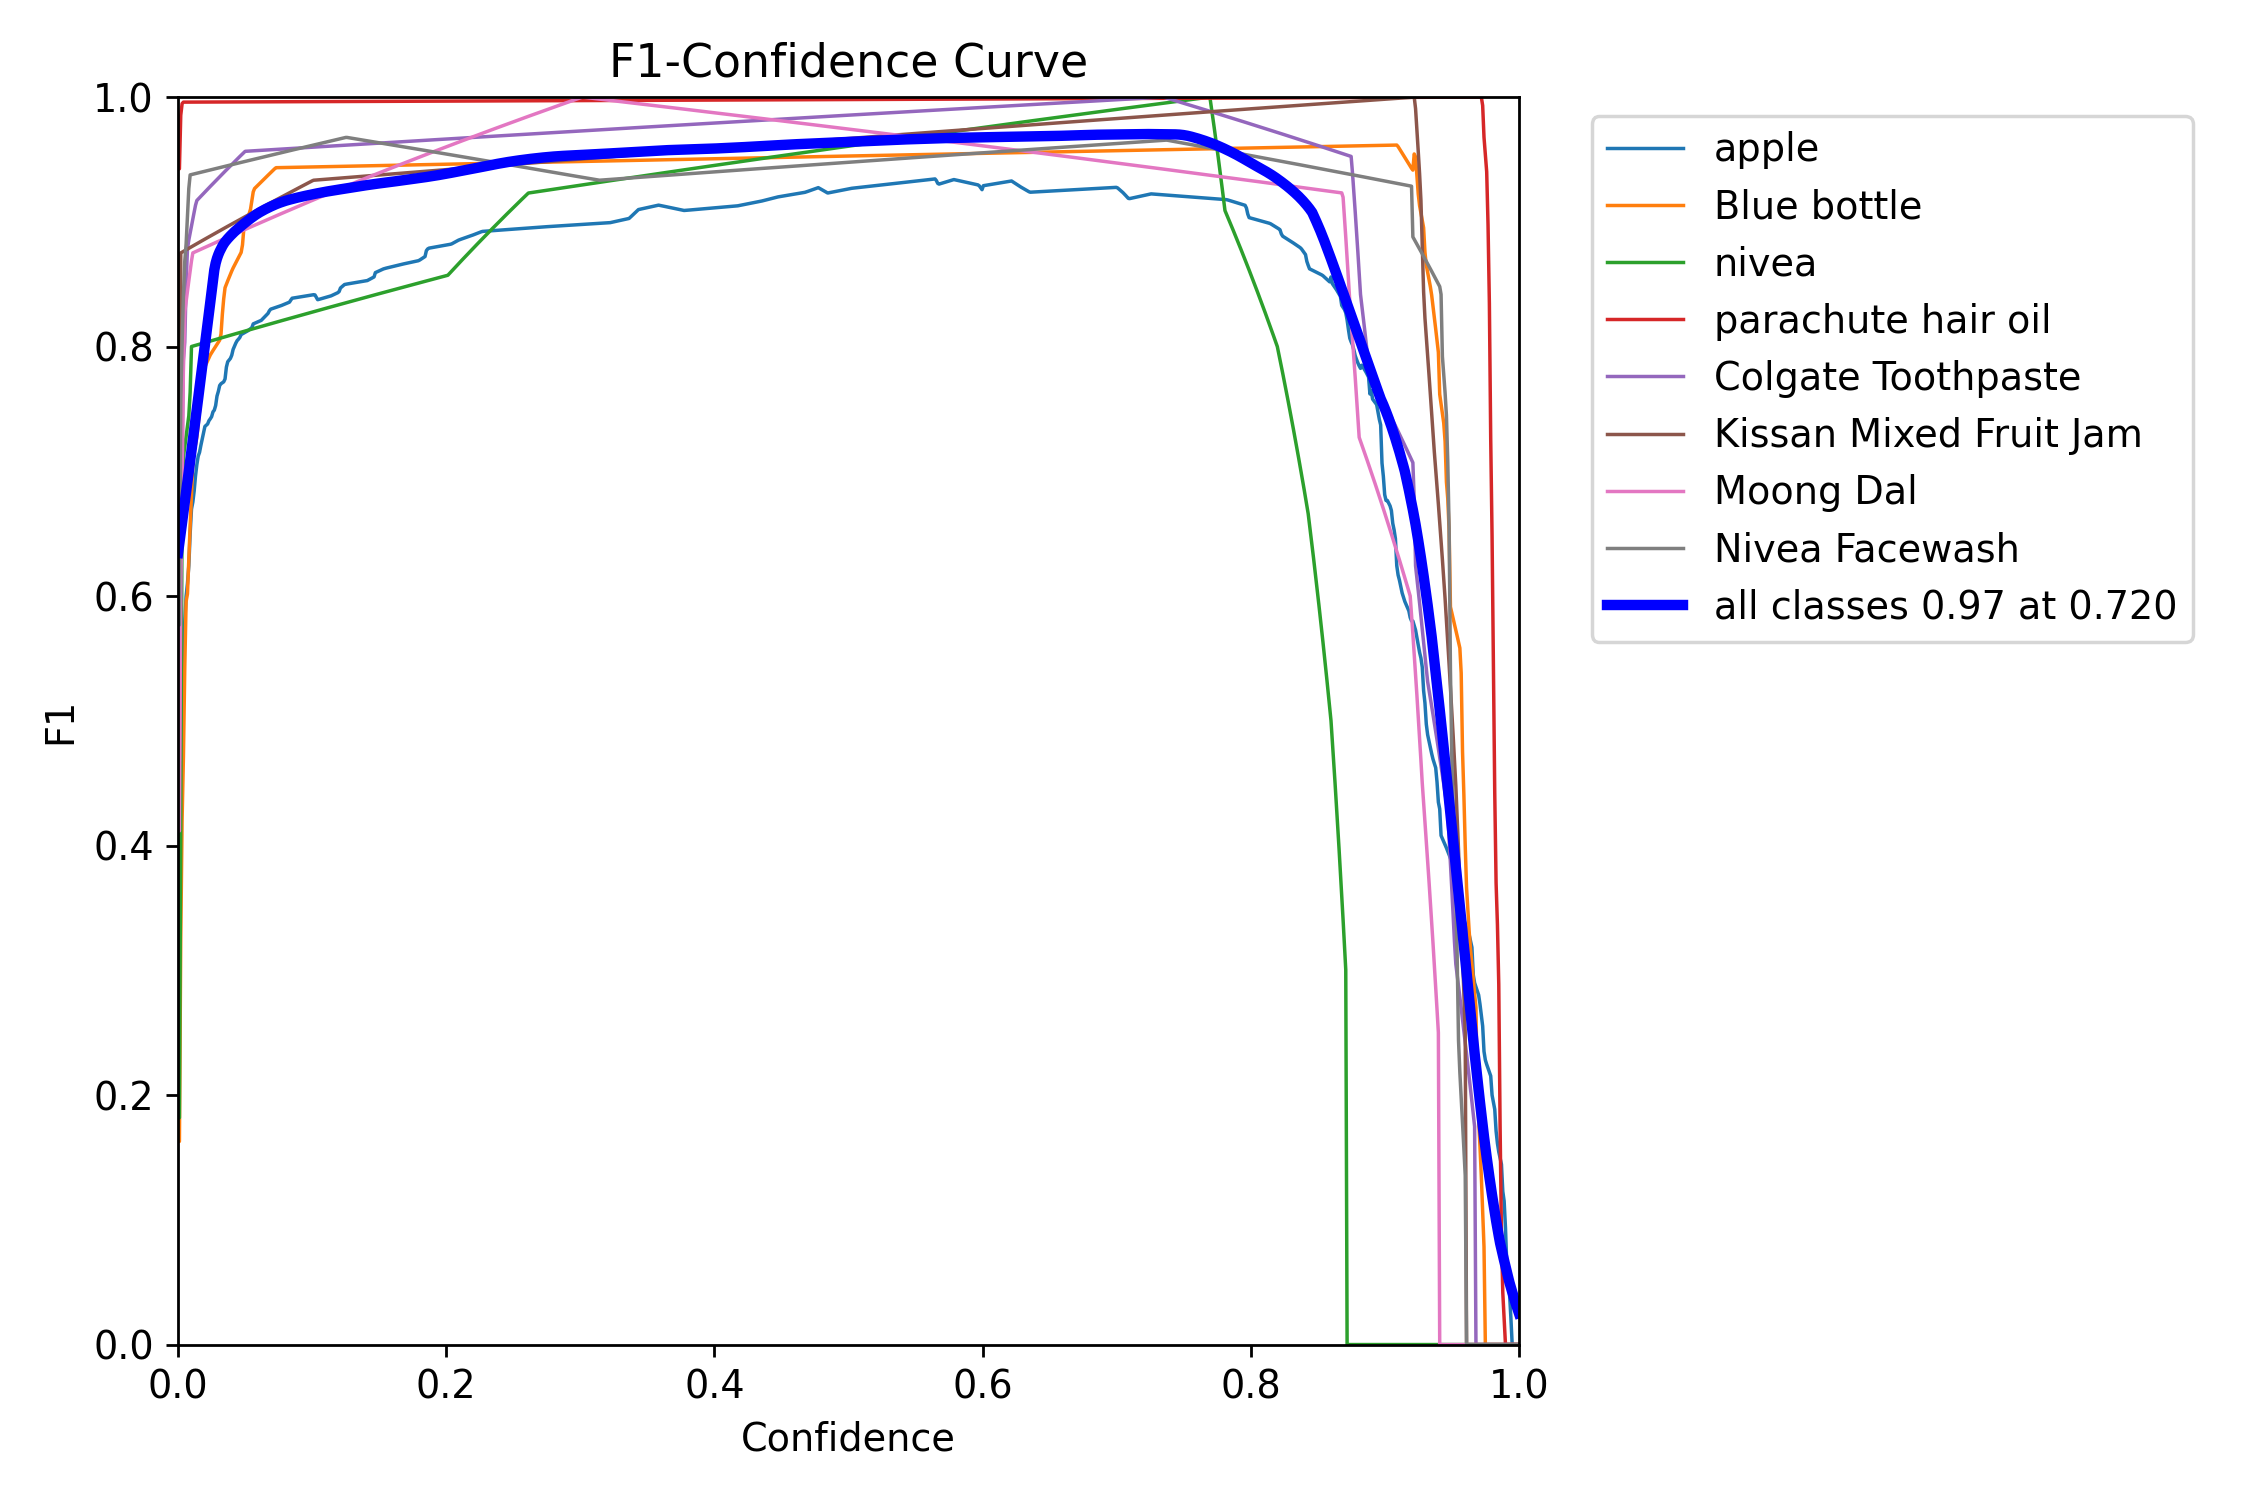 F1-Confidence Curve
1.0
0.8
0.6
0.4
0.2
0.0
F1
0.0 0.2 0.4 0.6 0.8 1.0
Confidence
apple
Blue bottle
nivea
parachute hair oil
Colgate Toothpaste
Kissan Mixed Fruit Jam
Moong Dal
Nivea Facewash
all classes 0.97 at 0.720